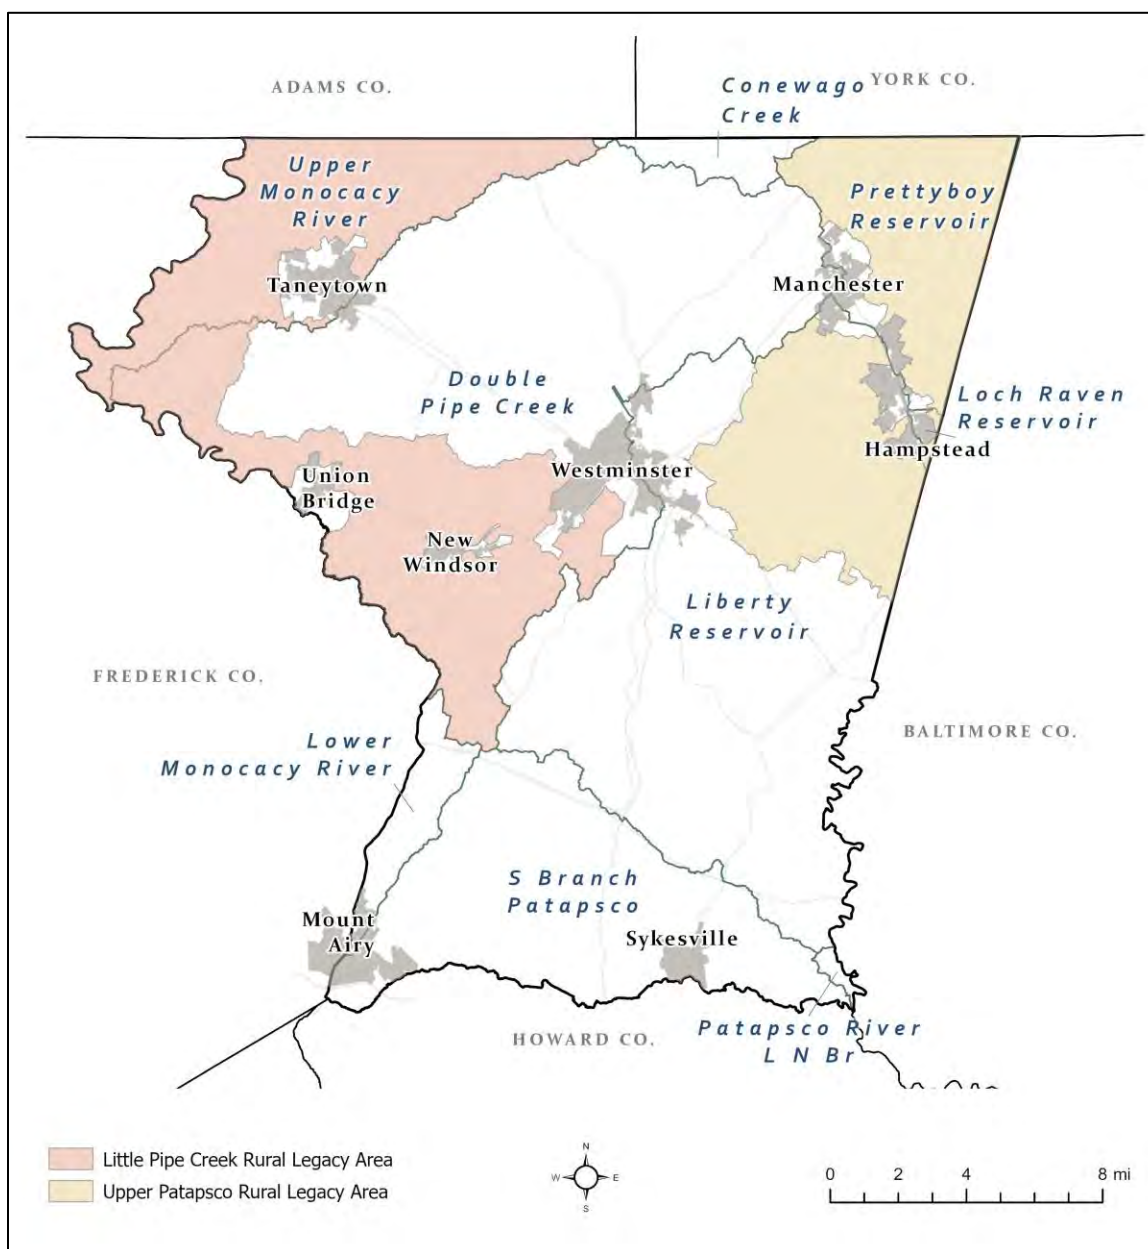 ADAMS CO.
YORK CO.
Conewago
Creek
Upper
Monocacy
River
Prettyboy
Reservoir
Taneytown
Manchester
Double
Pipe Creek
Loch Raven
Reservoir
Hampstead
Westminster
Union
Bridge
New
Windsor
Liberty
Reservoir
FREDERICK CO.
BALTIMORE CO.
Lower
Monocacy River
S Branch
Patapsco
Mount
Airy
Sykesville
Patapsco River
L N Br
HOWARD CO.
Little Pipe Creek Rural Legacy Area
Upper Patapsco Rural Legacy Area
N
W E
S
0 2 4 8 mi